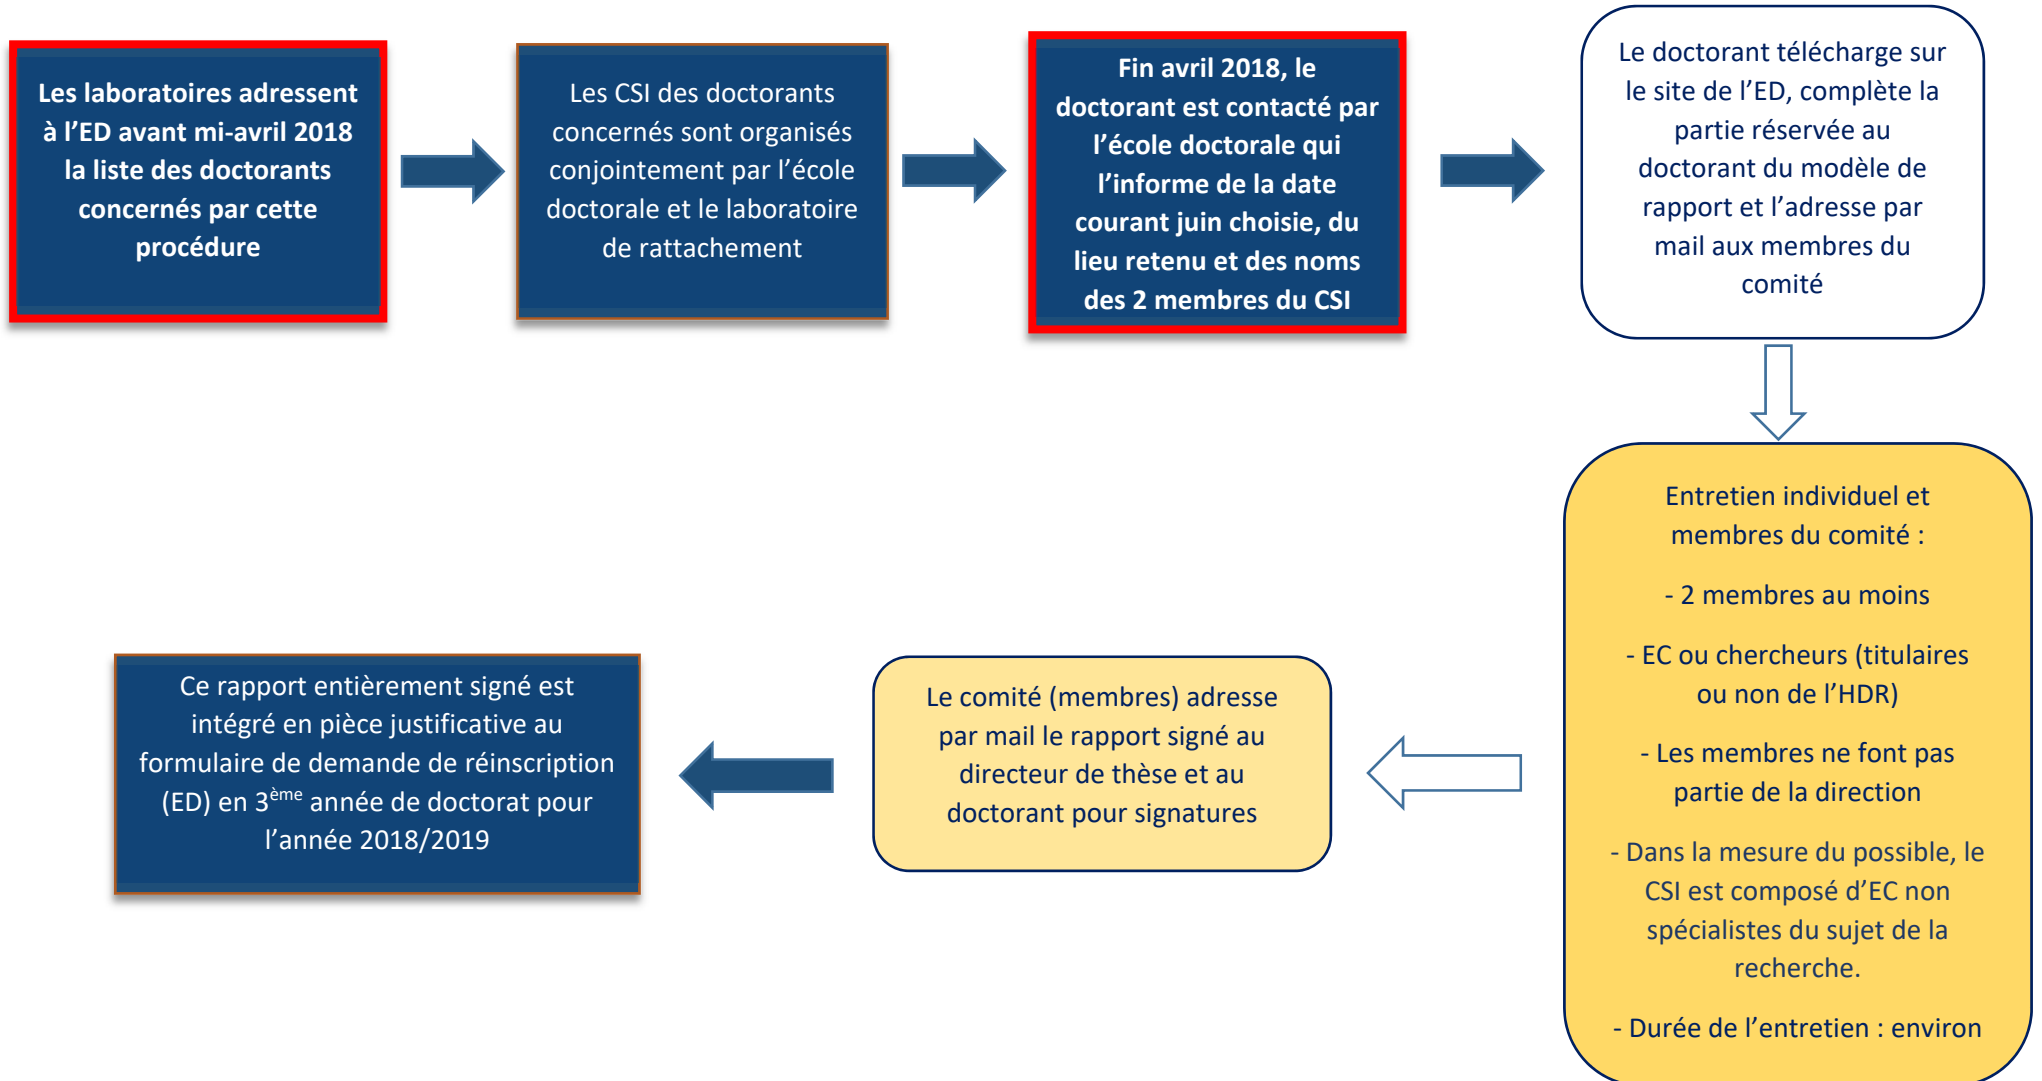 Les laboratoires adressent
à l’ED avant mi-avril 2018
la liste des doctorants
concernés par cette
procédure
Les CSI des doctorants
concernés sont organisés
conjointement par l’école
doctorale et le laboratoire
de rattachement
Fin avril 2018, le
doctorant est contacté par
l’école doctorale qui
l’informe de la date
courant juin choisie, du
lieu retenu et des noms
des 2 membres du CSI
Le doctorant télécharge sur
le site de l’ED, complète la
partie réservée au
doctorant du modèle de
rapport et l’adresse par
mail aux membres du
comité
Entretien individuel et
membres du comité :
- 2 membres au moins
- EC ou chercheurs (titulaires
ou non de l’HDR)
- Les membres ne font pas
partie de la direction
- Dans la mesure du possible, le
CSI est composé d’EC non
spécialistes du sujet de la
recherche.
- Durée de l’entretien : environ
Le comité (membres) adresse
par mail le rapport signé au
directeur de thèse et au
doctorant pour signatures
Ce rapport entièrement signé est
intégré en pièce justificative au
formulaire de demande de réinscription
(ED) en 3ème année de doctorat pour
l’année 2018/2019